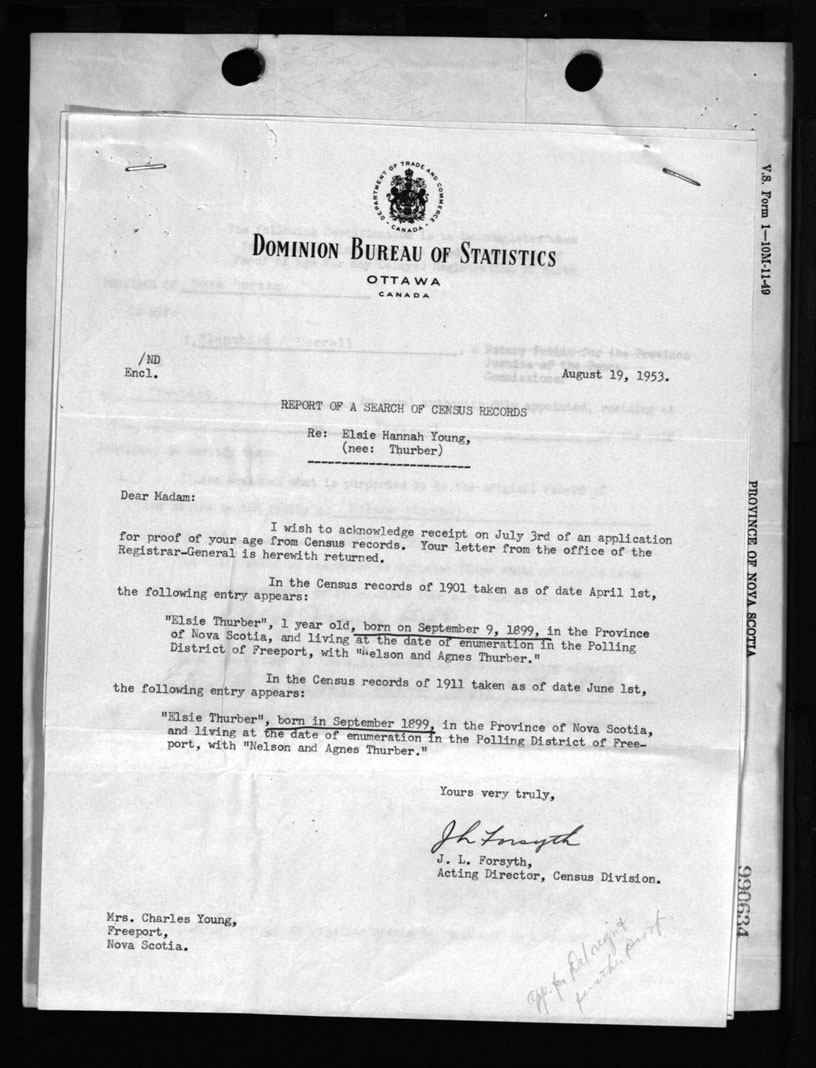 DEPARTMENT OF TRADE AND COMMERCE
- CANADA -
DOMINION BUREAU OF STATISTICS
OTTAWA
CANADA
/ND
Encl.
August 19, 1953.
REPORT OF A SEARCH OF CENSUS RECORDS
Re: Elsie Hannah Young,
(nee: Thurber)
Dear Madam:
I wish to acknowledge receipt on July 3rd of an application
for proof of your age from Census records. Your letter from the office of the
Registrar-General is herewith returned.
In the Census records of 1901 taken as of date April 1st,
the following entry appears:
"Elsie Thurber", 1 year old, born on September 9, 1899, in the Province
of Nova Scotia, and living at the date of enumeration in the Polling
District of Freeport, with "Nelson and Agnes Thurber."
In the Census records of 1911 taken as of date June 1st,
the following entry appears:
"Elsie Thurber", born in September 1899, in the Province of Nova Scotia,
and living at the date of enumeration in the Polling District of Free-
port, with "Nelson and Agnes Thurber."
Yours very truly,
J L Forsyth
J. L. Forsyth,
Acting Director, Census Division.
Mrs. Charles Young,
Freeport,
Nova Scotia.
further proof
V.S. Form 1—10M-11-49
PROVINCE OF NOVA SCOTIA
990634